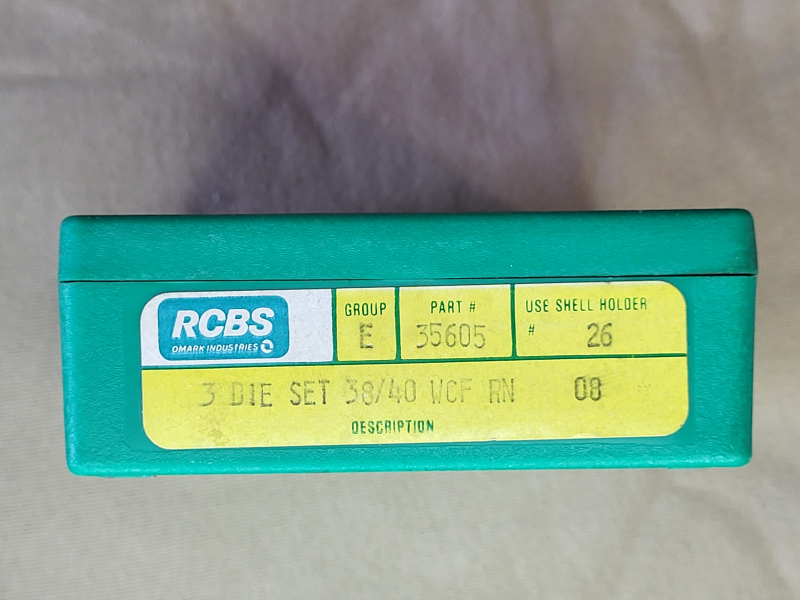 RCBS
OMARK INDUSTRIES
GROUP
E
PART #
35605
USE SHELL HOLDER
# 26
3 DIE SET 38/40 WCF RN 08
DESCRIPTION